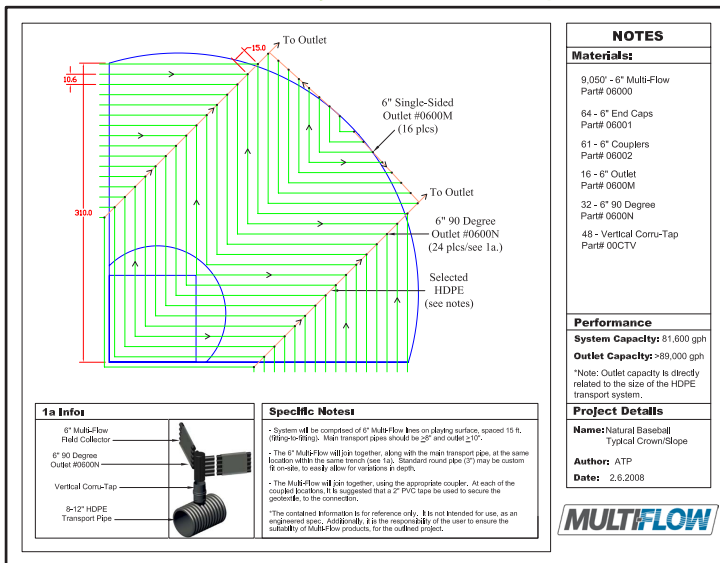 15.0
To Outlet
10.6
6" Single-Sided
Outlet #0600M
(16 plcs)
To Outlet
310.0
6" 90 Degree
Outlet #0600N
(24 plcs/see 1a.)
Selected
HDPE
(see notes)
NOTES
Materials:
9,050' - 6" Multi-Flow
Part# 06000
64 - 6" End Caps
Part# 06001
61 - 6" Couplers
Part# 06002
16 - 6" Outlet
Part# 0600M
32 - 6" 90 Degree
Part# 0600N
48 - Vertical Corru-Tap
Part# 00CTV
Performance
System Capacity: 81,600 gph
Outlet Capacity: >89,000 gph
*Note: Outlet capacity is directly
related to the size of the HDPE
transport system.
Project Details
Name: Natural Baseball
Typical Crown/Slope
Author: ATP
Date: 2.6.2008
MULTIFLOW
1a Info:
6" Multi-Flow
Field Collector
6" 90 Degree
Outlet #0600N
Vertical Corru-Tap
8-12" HDPE
Transport Pipe
Specific Notes:
- System will be comprised of 6" Multi-Flow lines on playing surface, spaced 15 ft.
(fitting-to-fitting). Main transport pipes should be >8" and outlet >10".
- The 6" Multi-Flow will join together, along with the main transport pipe, at the same
location within the same trench (see 1a). Standard round pipe (3") may be custom
fit on-site, to easily allow for variations in depth.
- The Multi-Flow will join together, using the appropriate coupler. At each of the
coupled locations, it is suggested that a 2" PVC tape be used to secure the
geotextile, to the connection.
*The contained information is for reference only. It is not intended for use, as an
engineered spec. Additionally, it is the responsibility of the user to ensure the
suitability of Multi-Flow products, for the outlined project.